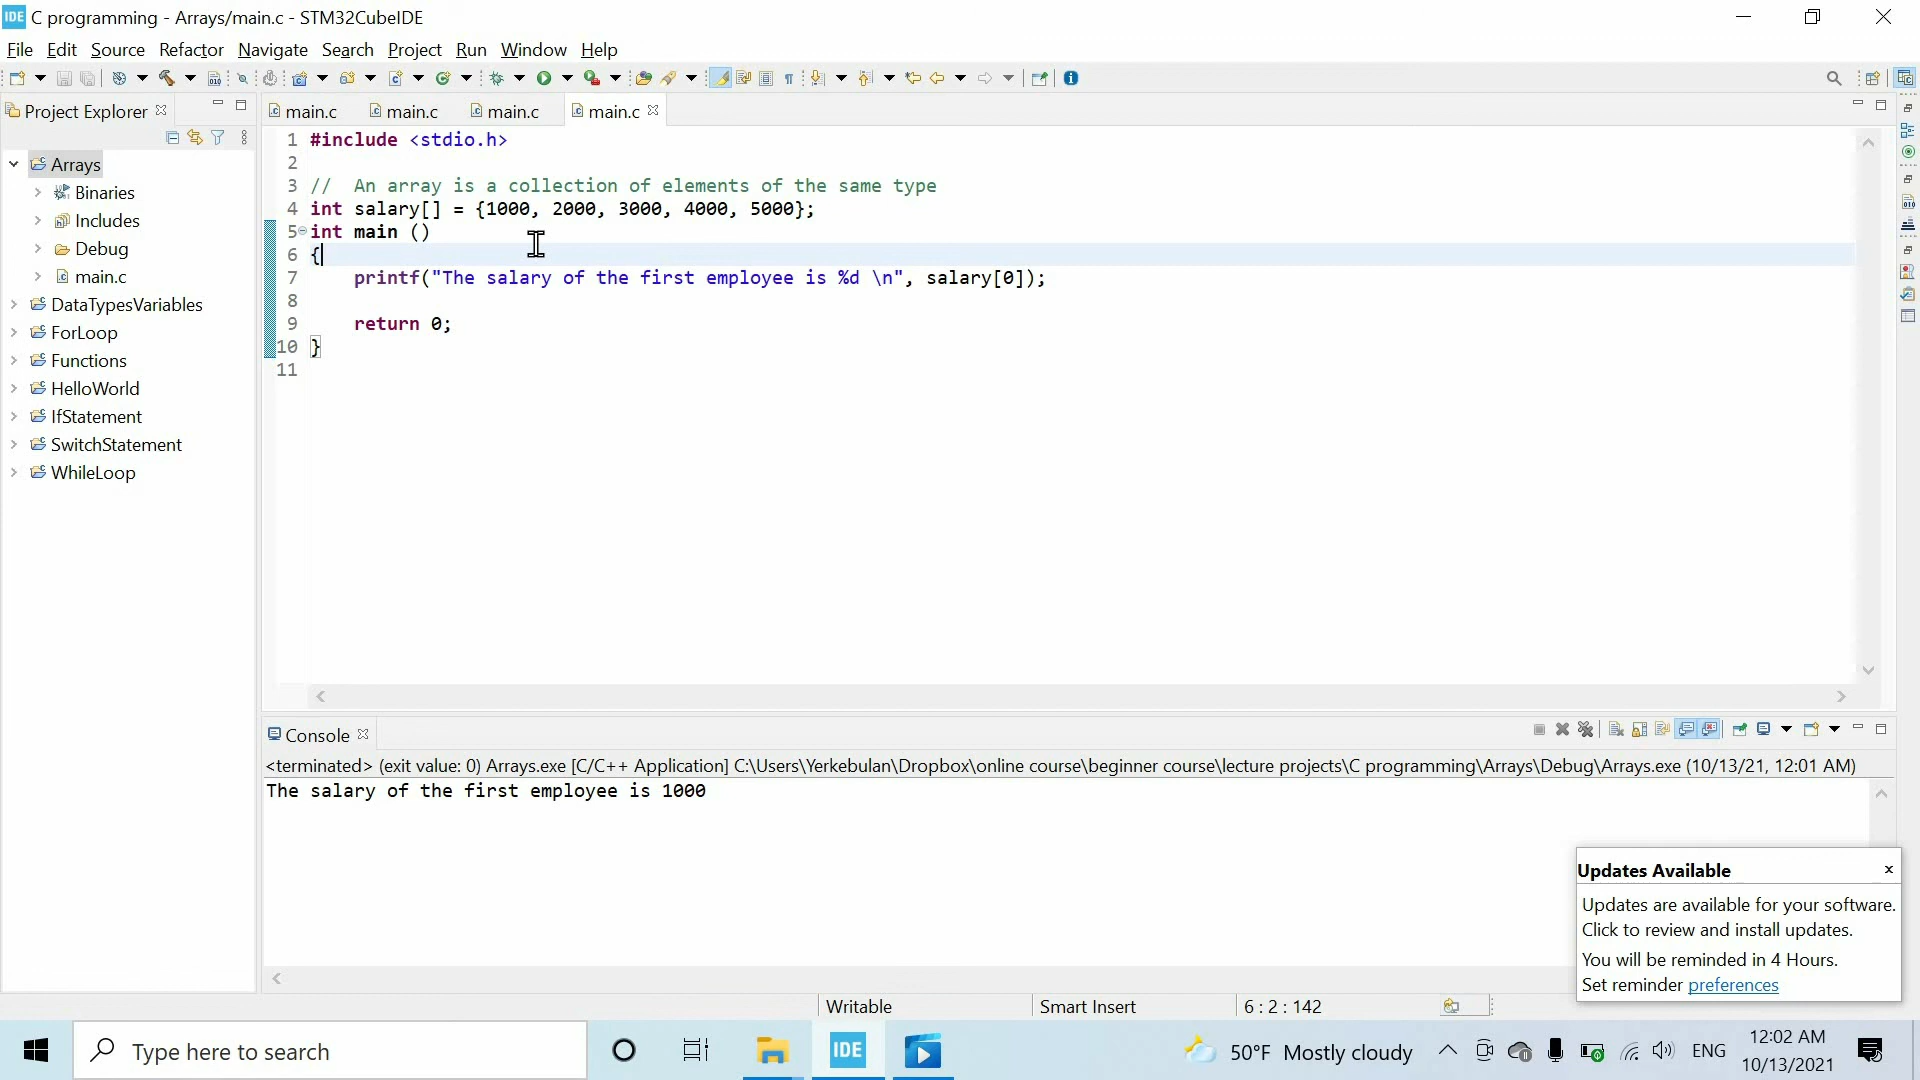 IDE C programming - Arrays/main.c - STM32CubeIDE
File Edit Source Refactor Navigate Search Project Run Window Help
Project Explorer
main.c main.c main.c main.c
Arrays
Binaries
Includes
Debug
main.c
DataTypesVariables
ForLoop
Functions
HelloWorld
IfStatement
SwitchStatement
WhileLoop
1 #include <stdio.h>
2
3 // An array is a collection of elements of the same type
4 int salary[] = {1000, 2000, 3000, 4000, 5000};
5 int main ()
6 {
7 printf("The salary of the first employee is %d \n", salary[0]);
8
9 return 0;
10 }
11
Console
<terminated> (exit value: 0) Arrays.exe [C/C++ Application] C:\Users\Yerkebulan\Dropbox\online course\beginner course\lecture projects\C programming\Arrays\Debug\Arrays.exe (10/13/21, 12:01 AM)
The salary of the first employee is 1000
Updates Available
Updates are available for your software.
Click to review and install updates.
You will be reminded in 4 Hours.
Set reminder preferences
Writable Smart Insert 6 : 2 : 142
Type here to search
IDE
50°F Mostly cloudy
ENG
12:02 AM
10/13/2021